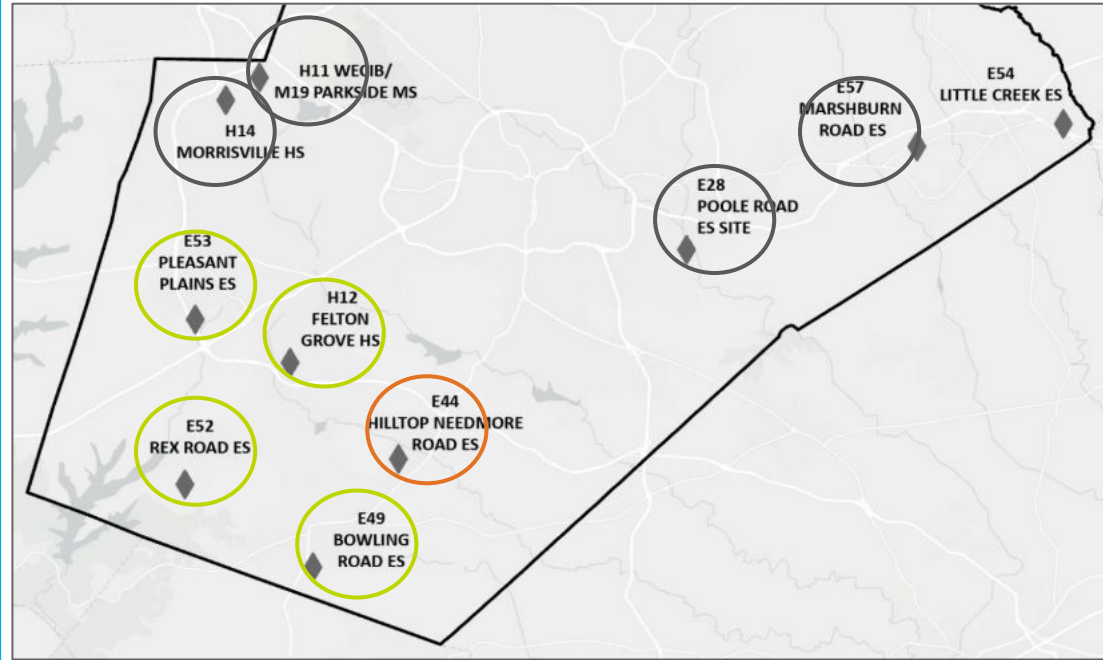 H11 WECIB/
M19 PARKSIDE MS
H14
MORRISVILLE HS
E57
MARSHBURN
ROAD ES
E54
LITTLE CREEK ES
E28
POOLE ROAD
ES SITE
E53
PLEASANT
PLAINS ES
H12
FELTON
GROVE HS
E44
HILLTOP NEEDMORE
ROAD ES
E52
REX ROAD ES
E49
BOWLING
ROAD ES